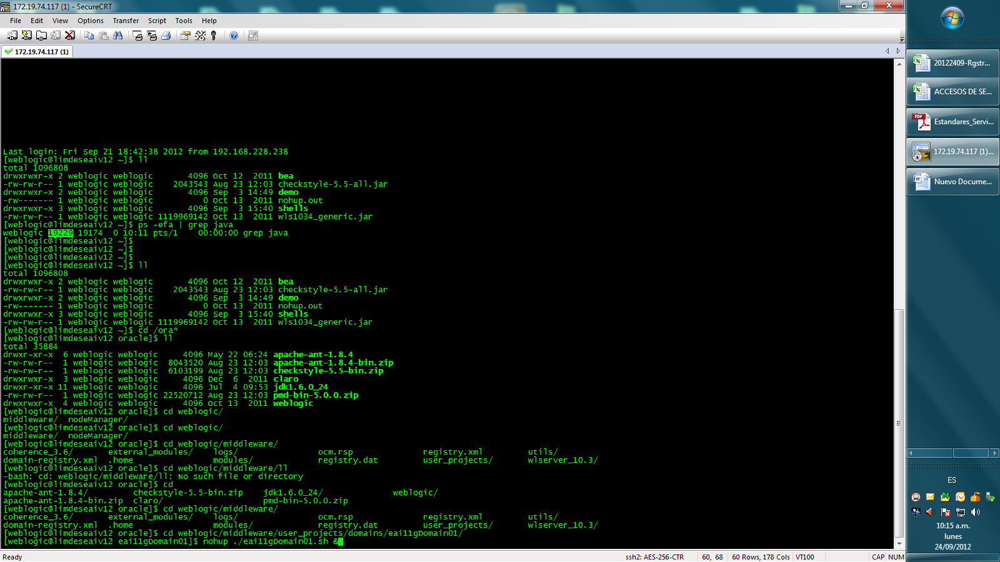 172.19.74.117 (1) - SecureCRT
File Edit View Options Transfer Script Tools Help
172.19.74.117 (1)
Last login: Fri Sep 21 18:42:38 2012 from 192.168.228.238
[weblogic@limdeseaiv12 ~]$ ll
total 1096808
drwxrwxr-x 2 weblogic weblogic       4096 Oct 12  2011 bea
-rw-rw-r-- 1 weblogic weblogic    2043543 Aug 23 12:03 checkstyle-5.5-all.jar
drwxrwxr-x 2 weblogic weblogic       4096 Sep  3 14:49 demo
-rw------- 1 weblogic weblogic          0 Oct 13  2011 nohup.out
drwxrwxr-x 3 weblogic weblogic       4096 Sep  3 15:40 shells
-rw-rw-r-- 1 weblogic weblogic 1119969142 Oct 13  2011 wls1034_generic.jar
[weblogic@limdeseaiv12 ~]$ ps -efa | grep java
weblogic 19229 19174  0 10:11 pts/1    00:00:00 grep java
[weblogic@limdeseaiv12 ~]$
[weblogic@limdeseaiv12 ~]$
[weblogic@limdeseaiv12 ~]$
[weblogic@limdeseaiv12 ~]$ ll
total 1096808
drwxrwxr-x 2 weblogic weblogic       4096 Oct 12  2011 bea
-rw-rw-r-- 1 weblogic weblogic    2043543 Aug 23 12:03 checkstyle-5.5-all.jar
drwxrwxr-x 2 weblogic weblogic       4096 Sep  3 14:49 demo
-rw------- 1 weblogic weblogic          0 Oct 13  2011 nohup.out
drwxrwxr-x 3 weblogic weblogic       4096 Sep  3 15:40 shells
-rw-rw-r-- 1 weblogic weblogic 1119969142 Oct 13  2011 wls1034_generic.jar
[weblogic@limdeseaiv12 ~]$ cd /ora*
[weblogic@limdeseaiv12 oracle]$ ll
total 35884
drwxr-xr-x  6 weblogic weblogic     4096 May 22 06:24 apache-ant-1.8.4
-rw-rw-r--  1 weblogic weblogic  8043520 Aug 23 12:03 apache-ant-1.8.4-bin.zip
-rw-rw-r--  1 weblogic weblogic  6103199 Aug 23 12:03 checkstyle-5.5-bin.zip
drwxrwxr-x  3 weblogic weblogic     4096 Dec  6  2011 claro
drwxr-xr-x 11 weblogic weblogic     4096 Jul  4 09:53 jdk1.6.0_24
-rw-rw-r--  1 weblogic weblogic 22520712 Aug 23 12:03 pmd-bin-5.0.0.zip
drwxrwxr-x  4 weblogic weblogic     4096 Oct 13  2011 weblogic
[weblogic@limdeseaiv12 oracle]$ cd weblogic/
middleware/  nodeManager/
[weblogic@limdeseaiv12 oracle]$ cd weblogic/
middleware/  nodeManager/
[weblogic@limdeseaiv12 oracle]$ cd weblogic/middleware/
coherence_3.6/       external_modules/    logs/                ocm.rsp              registry.xml         utils/
domain-registry.xml  .home                modules/             registry.dat         user_projects/       wlserver_10.3/
[weblogic@limdeseaiv12 oracle]$ cd weblogic/middleware/ll
-bash: cd: weblogic/middleware/ll: No such file or directory
[weblogic@limdeseaiv12 oracle]$ cd
apache-ant-1.8.4/         checkstyle-5.5-bin.zip    jdk1.6.0_24/              weblogic/
apache-ant-1.8.4-bin.zip  claro/                    pmd-bin-5.0.0.zip
[weblogic@limdeseaiv12 oracle]$ cd weblogic/middleware/
coherence_3.6/       external_modules/    logs/                ocm.rsp              registry.xml         utils/
domain-registry.xml  .home                modules/             registry.dat         user_projects/       wlserver_10.3/
[weblogic@limdeseaiv12 oracle]$ cd weblogic/middleware/user_projects/domains/eai11gDomain01/
[weblogic@limdeseaiv12 eai11gDomain01]$ nohup ./eai11gDomain01.sh &
Ready ssh2: AES-256-CTR 60, 68 60 Rows, 178 Cols VT100 CAP NUM
20122409-Rgstr...
ACCESOS DE SE...
PDF
Estandares_Servi...
172.19.74.117 (1)...
Nuevo Docume...
ES
10:15 a.m.
lunes
24/09/2012